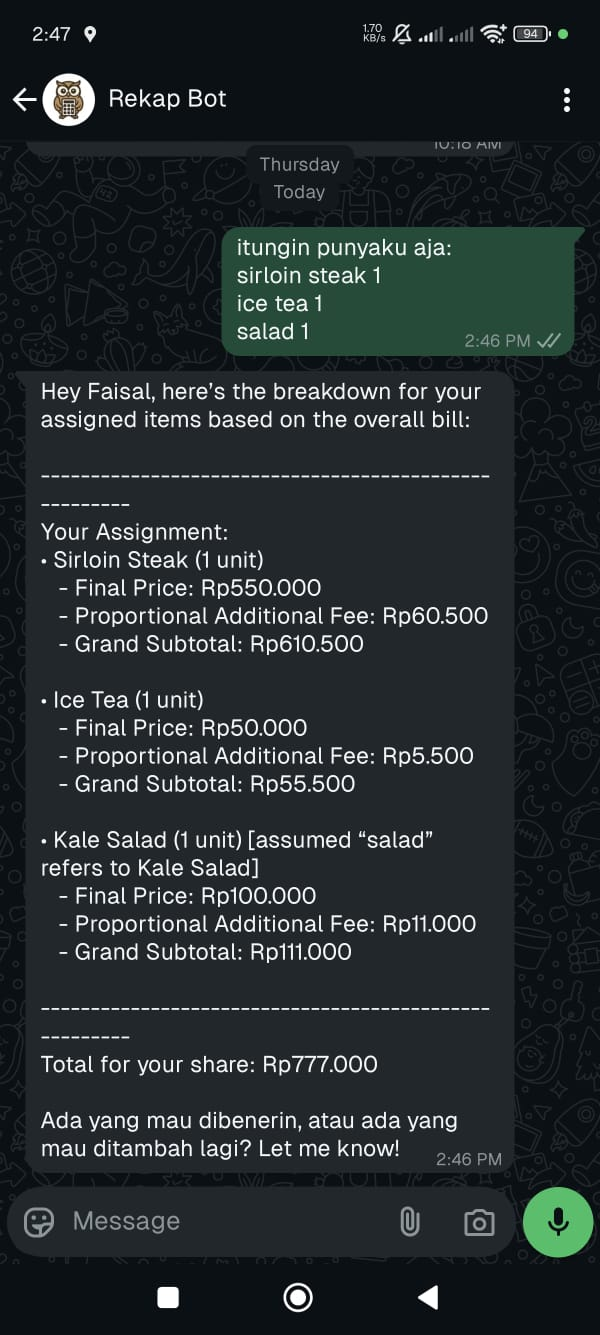 2:47 1.70 KB/s 94
Rekap Bot
10:18 AM
Thursday
Today
itungin punyaku aja:
sirloin steak 1
ice tea 1
salad 1
2:46 PM
Hey Faisal, here’s the breakdown for your
assigned items based on the overall bill:
---------------------------------------------
---------
Your Assignment:
• Sirloin Steak (1 unit)
- Final Price: Rp550.000
- Proportional Additional Fee: Rp60.500
- Grand Subtotal: Rp610.500
• Ice Tea (1 unit)
- Final Price: Rp50.000
- Proportional Additional Fee: Rp5.500
- Grand Subtotal: Rp55.500
• Kale Salad (1 unit) [assumed “salad”
refers to Kale Salad]
- Final Price: Rp100.000
- Proportional Additional Fee: Rp11.000
- Grand Subtotal: Rp111.000
---------------------------------------------
---------
Total for your share: Rp777.000
Ada yang mau dibenerin, atau ada yang
mau ditambah lagi? Let me know!
2:46 PM
Message